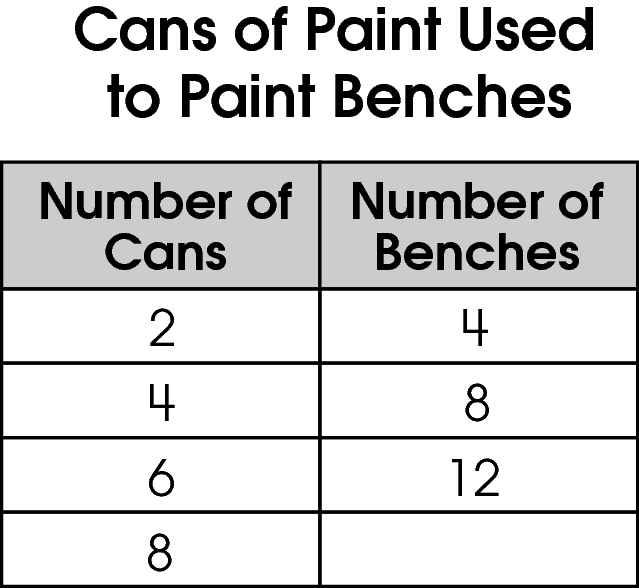 Cans of Paint Used
to Paint Benches
Number of
Cans
Number of
Benches
2 4
4 8
6 12
8